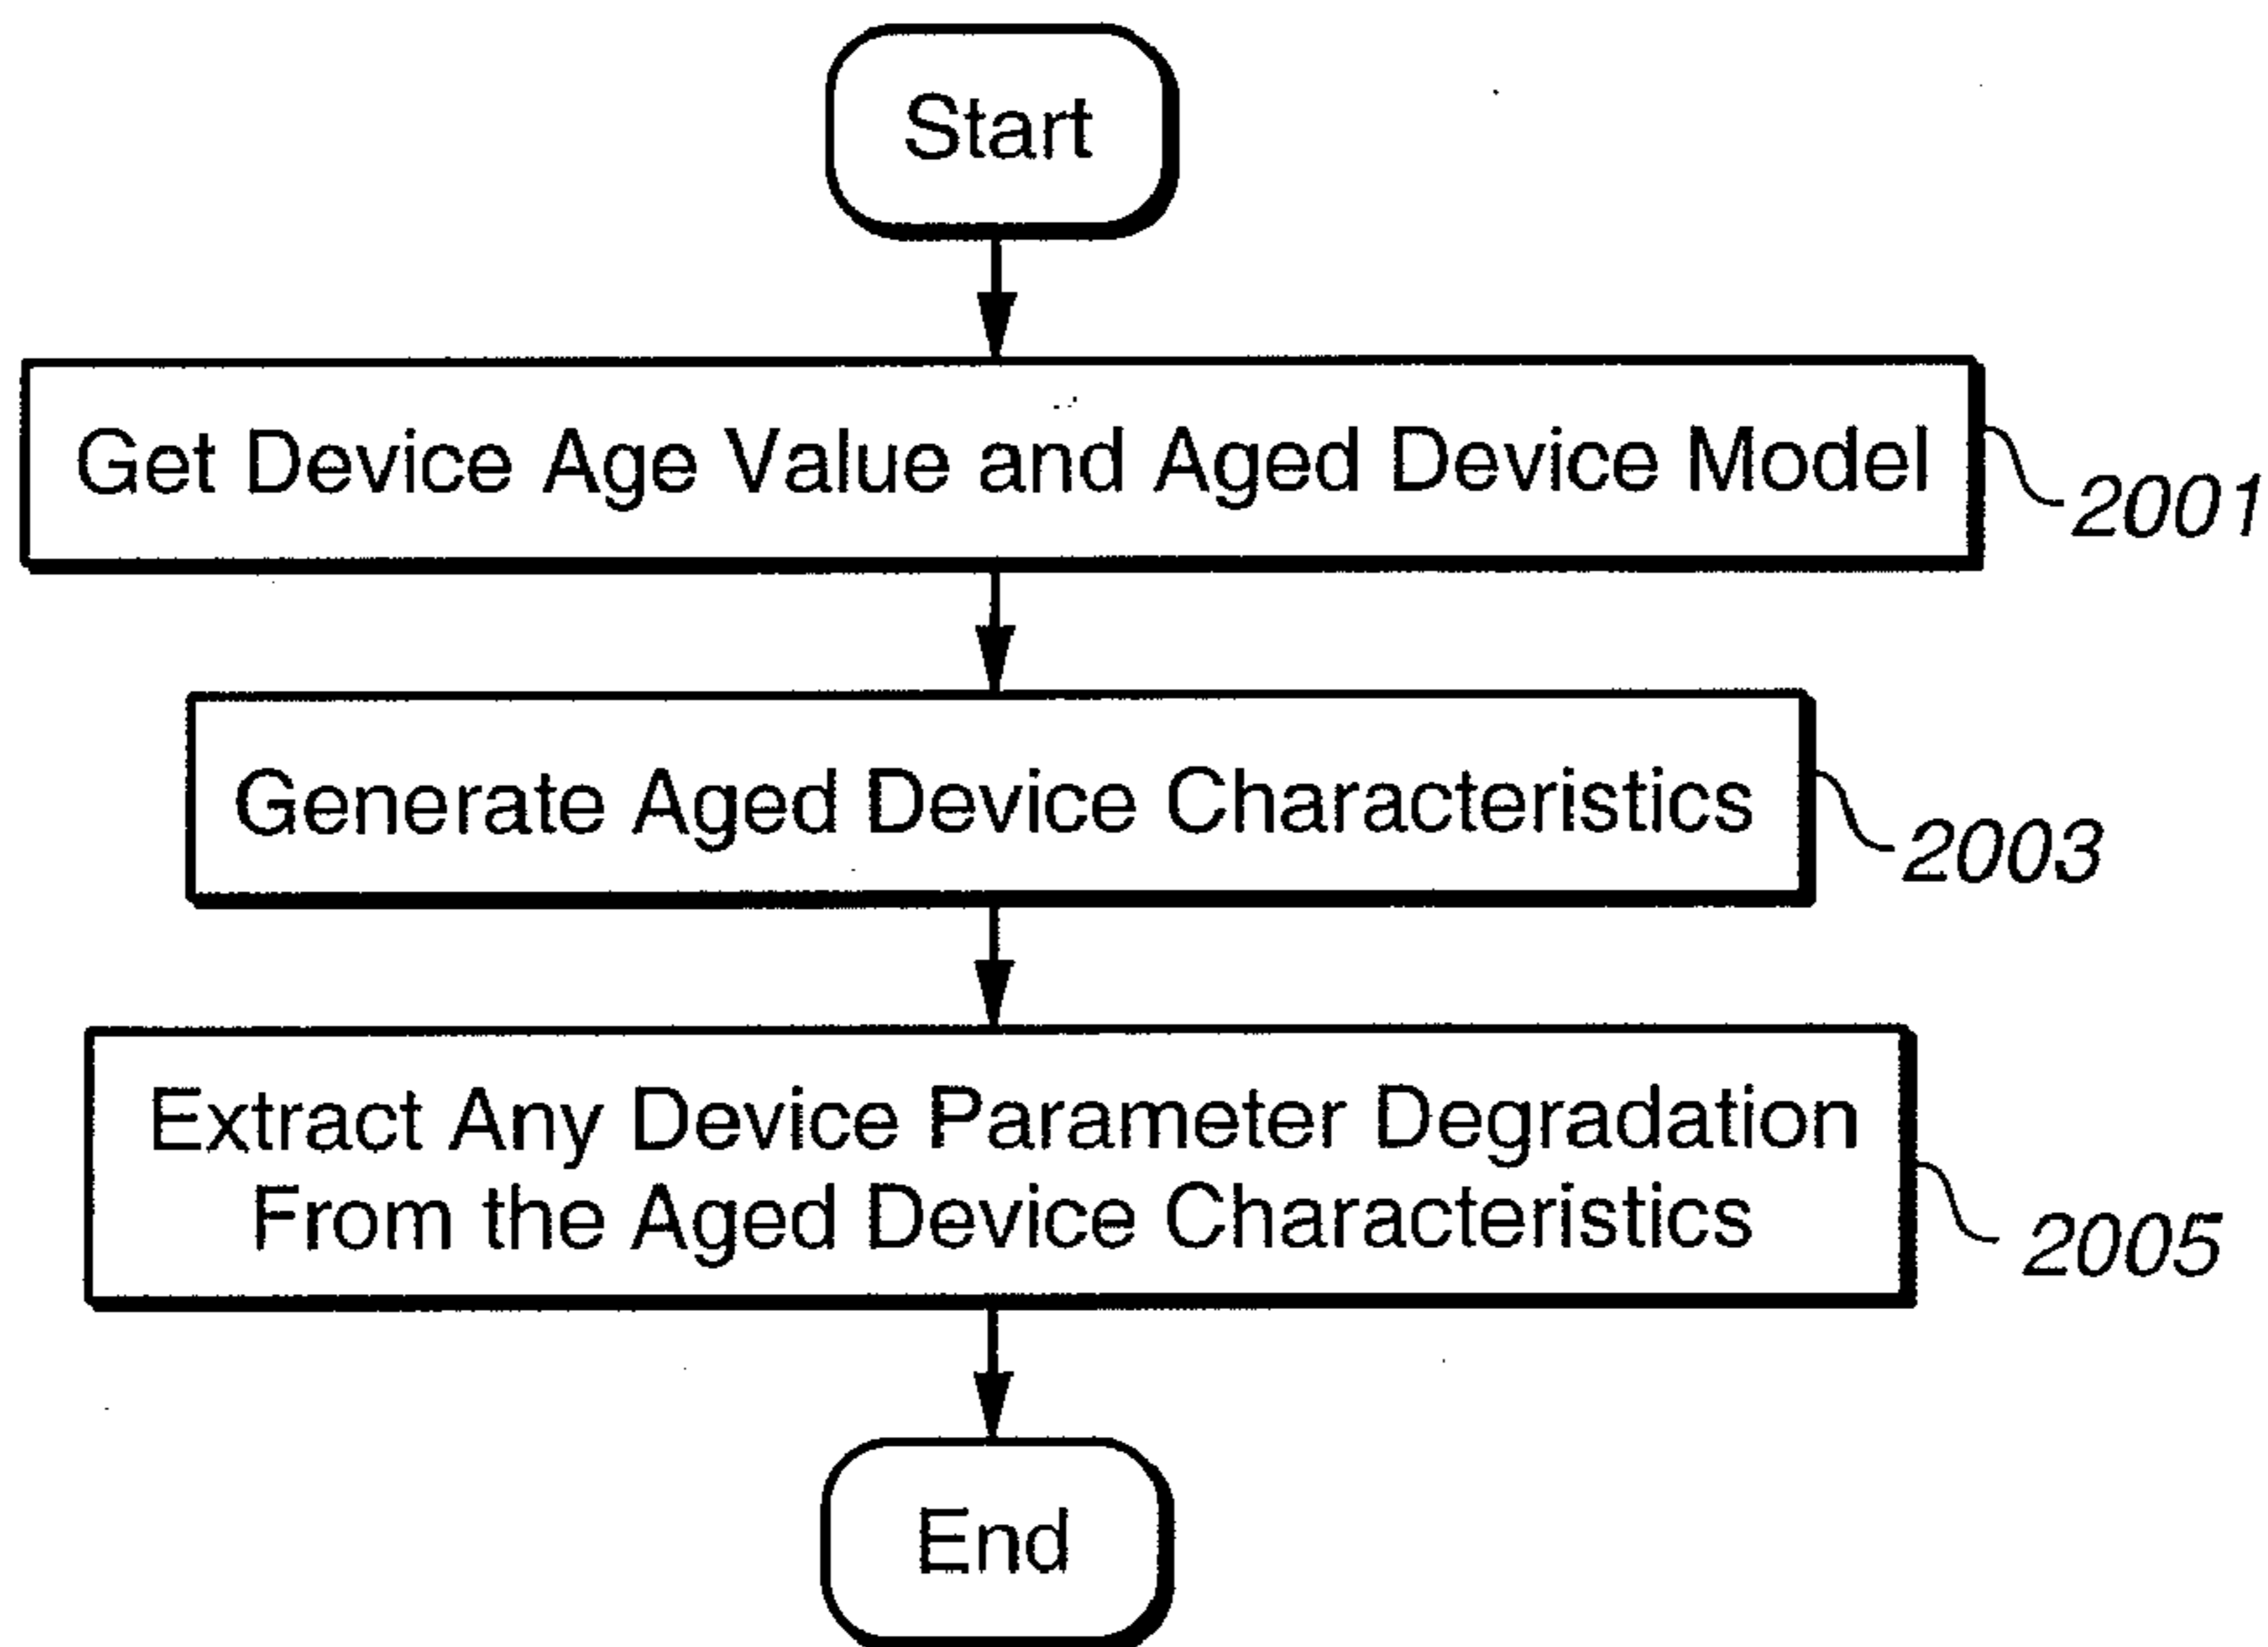 Start
Get Device Age Value and Aged Device Model
2001
Generate Aged Device Characteristics
2003
Extract Any Device Parameter Degradation
From the Aged Device Characteristics
2005
End